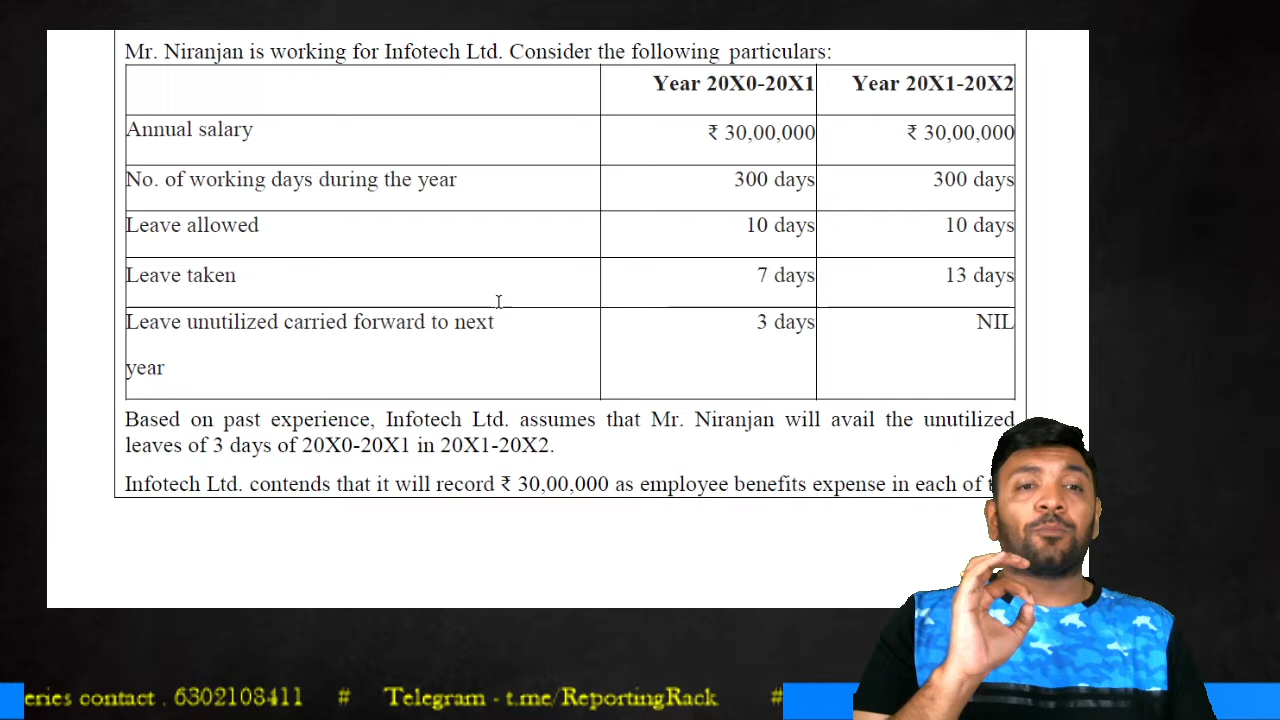 Mr. Niranjan is working for Infotech Ltd. Consider the following particulars:
Year 20X0-20X1 Year 20X1-20X2
Annual salary ₹ 30,00,000 ₹ 30,00,000
No. of working days during the year 300 days 300 days
Leave allowed 10 days 10 days
Leave taken 7 days 13 days
Leave unutilized carried forward to next 3 days NIL
year
Based on past experience, Infotech Ltd. assumes that Mr. Niranjan will avail the unutilized
leaves of 3 days of 20X0-20X1 in 20X1-20X2.
Infotech Ltd. contends that it will record ₹ 30,00,000 as employee benefits expense in each of
eries contact . 6302108411 # Telegram - t.me/ReportingRack #